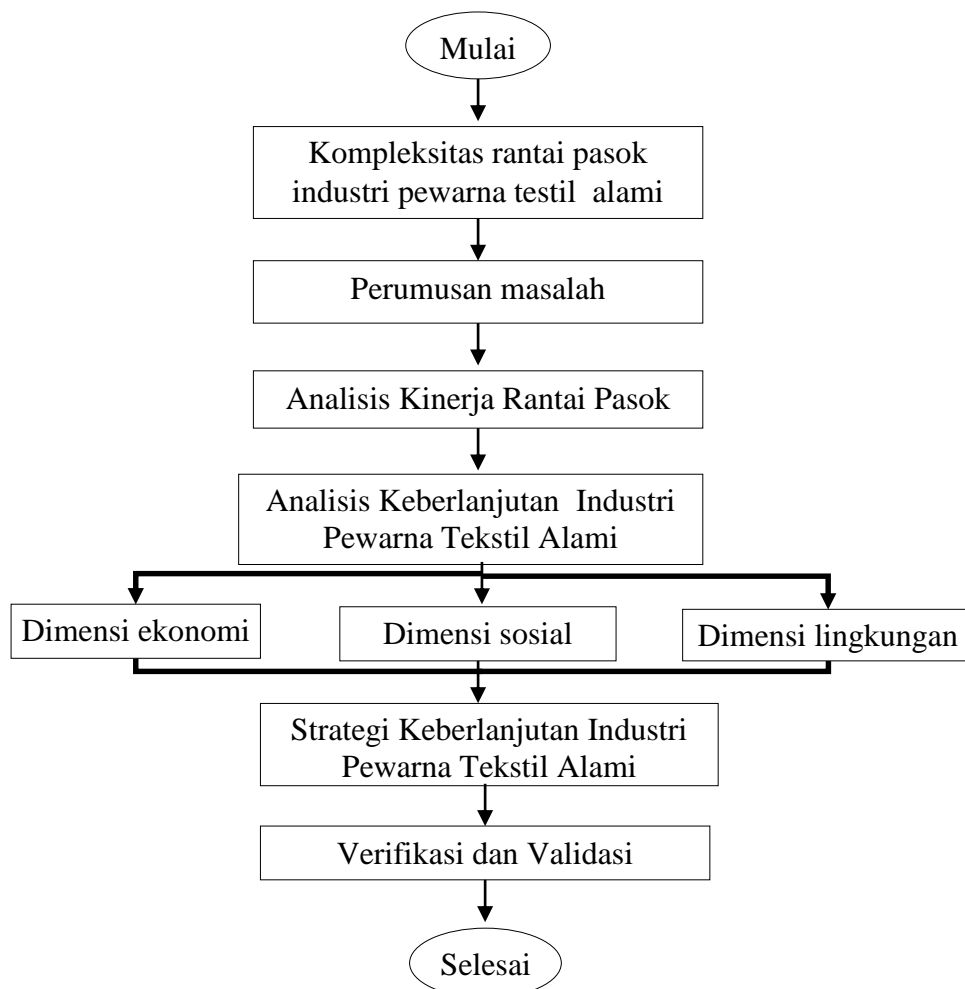 Mulai
Kompleksitas rantai pasok
industri pewarna testil alami
Perumusan masalah
Analisis Kinerja Rantai Pasok
Analisis Keberlanjutan Industri
Pewarna Tekstil Alami
Dimensi ekonomi
Dimensi sosial
Dimensi lingkungan
Strategi Keberlanjutan Industri
Pewarna Tekstil Alami
Verifikasi dan Validasi
Selesai